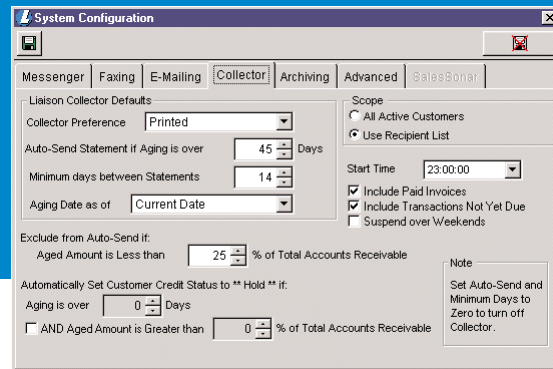 System Configuration
Messenger Faxing E-Mailing Collector Archiving Advanced SalesSonar
Liaison Collector Defaults
Collector Preference Printed
Auto-Send Statement if Aging is over 45 Days
Minimum days between Statements 14
Aging Date as of Current Date
Scope
All Active Customers
Use Recipient List
Start Time 23:00:00
Include Paid Invoices
Include Transactions Not Yet Due
Suspend over Weekends
Exclude from Auto-Send if:
Aged Amount is Less than 25 % of Total Accounts Receivable
Automatically Set Customer Credit Status to ** Hold ** if:
Aging is over 0 Days
AND Aged Amount is Greater than 0 % of Total Accounts Receivable
Note
Set Auto-Send and
Minimum Days to
Zero to turn off
Collector.